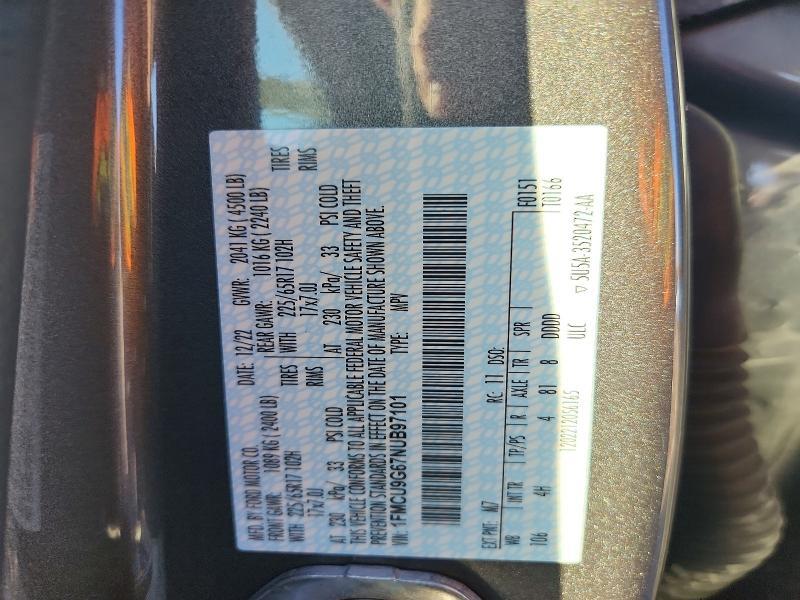 MFD. BY FORD MOTOR CO.
DATE: 12/22 GVWR: 2041 KG ( 4500 LB)
FRONT GAWR: 1089 KG ( 2400 LB) REAR GAWR: 1016 KG ( 2240 LB)
WITH 225/65R17 102H TIRES WITH 225/65R17 102H TIRES
17x7.0J RIMS 17x7.0J RIMS
AT 230 kPa/ 33 PSI COLD AT 230 kPa/ 33 PSI COLD
THIS VEHICLE CONFORMS TO ALL APPLICABLE FEDERAL MOTOR VEHICLE SAFETY AND THEFT
PREVENTION STANDARDS IN EFFECT ON THE DATE OF MANUFACTURE SHOWN ABOVE.
VIN: 1FMCU9G67NUB97101 TYPE: MPV
EXT PNT: M7 RC: 11 DSO:
WB INT TR TP/PS R AXLE TR SPR E0151
106 4H 4 81 8 DDDD T0166
1202212056165 ULC ▽ SU5A-3520472-AA